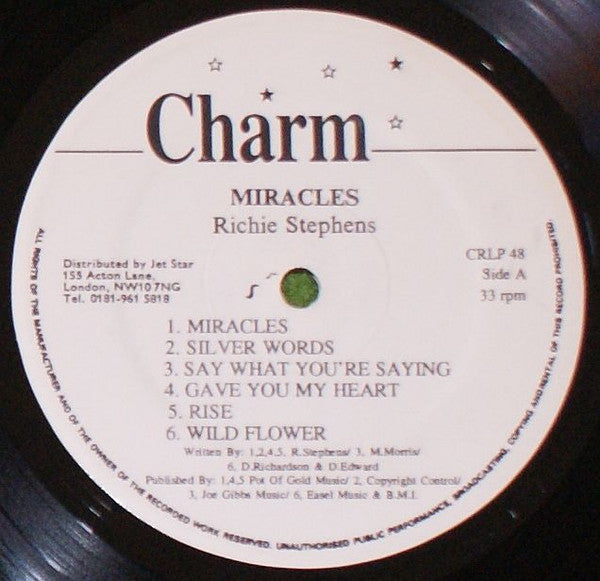 Charm
MIRACLES
Richie Stephens
Distributed by Jet Star
155 Acton Lane,
London, NW10 7NG
Tel. 0181-961 5818
CRLP 48
Side A
33 rpm
1. MIRACLES
2. SILVER WORDS
3. SAY WHAT YOU'RE SAYING
4. GAVE YOU MY HEART
5. RISE
6. WILD FLOWER
Written By: 1,2,4,5, R.Stephens/ 3, M.Morris/
6, D.Richardson & D.Edward
Published By: 1,4,5 Pot Of Gold Music/ 2, Copyright Control/
3, Joe Gibbs Music/ 6, Easel Music & B.M.I.
ALL RIGHTS OF THE MANUFACTURER AND OF THE OWNER OF THE RECORDED WORK RESERVED. UNAUTHORISED PUBLIC PERFORMANCE, BROADCASTING, COPYING AND RENTAL OF THIS RECORD PROHIBITED